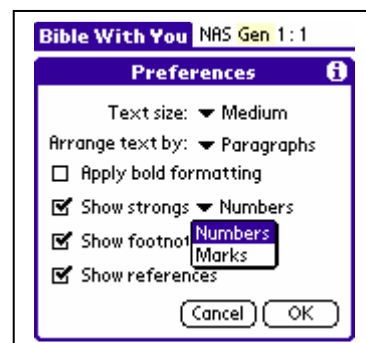 Bible With You NAS Gen 1:1
Preferences i
Text size: Medium
Arrange text by: Paragraphs
Apply bold formatting
Show strongs Numbers
Numbers
Show footnot
Marks
Show references
Cancel OK